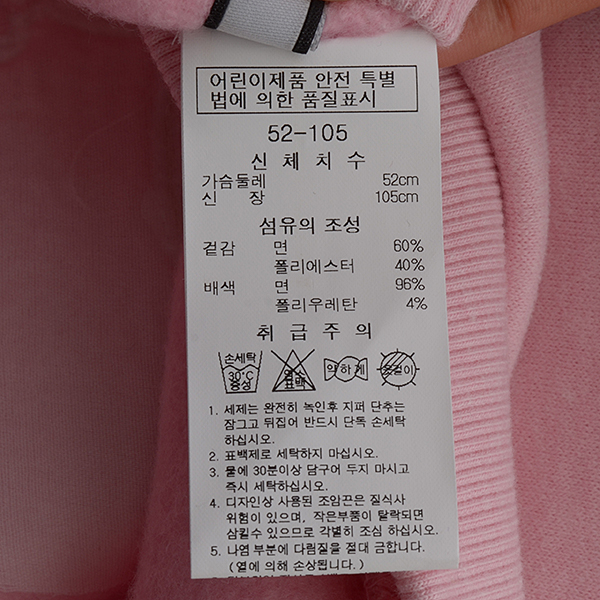 어린이제품 안전 특별
법에 의한 품질표시
52-105
신 체 치 수
가슴둘레 52cm
신 장 105cm
섬유의 조성
겉감 면 60%
폴리에스터 40%
배색 면 96%
폴리우레탄 4%
취 급 주 의
손세탁 30℃ 중성
염소 표백
약하게
옷걸이
1. 세제는 완전히 녹인후 지퍼 단추는
잠그고 뒤집어 반드시 단독 손세탁
하십시오.
2. 표백제로 세탁하지 마십시오.
3. 물에 30분이상 담구어 두지 마시고
즉시 세탁하십시오.
4. 디자인상 사용된 조임끈은 질식사
위험이 있으며, 작은부품이 탈락되면
삼킬수 있으므로 각별히 조심 하십시오.
5. 나염 부분에 다림질을 절대 금합니다.
(열에 의해 손상됩니다.)